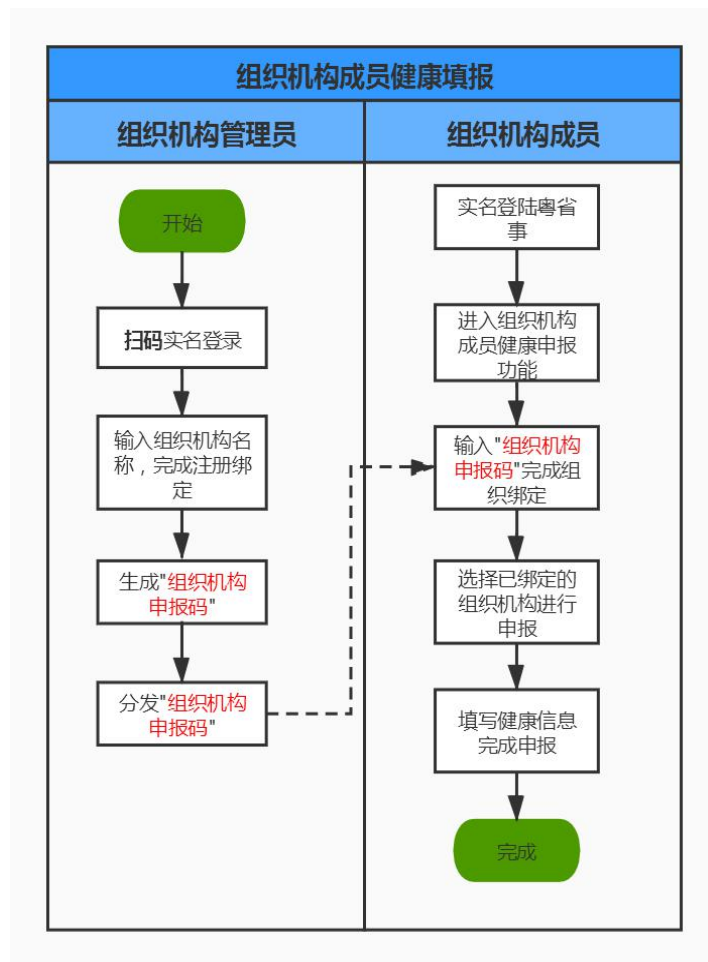 组织机构成员健康填报
组织机构管理员
组织机构成员
开始
扫码实名登录
输入组织机构名
称，完成注册绑
定
生成"组织机构
申报码"
分发"组织机构
申报码"
实名登陆粤省
事
进入组织机构
成员健康申报
功能
输入"组织机构
申报码"完成组
织绑定
选择已绑定的
组织机构进行
申报
填写健康信息
完成申报
完成